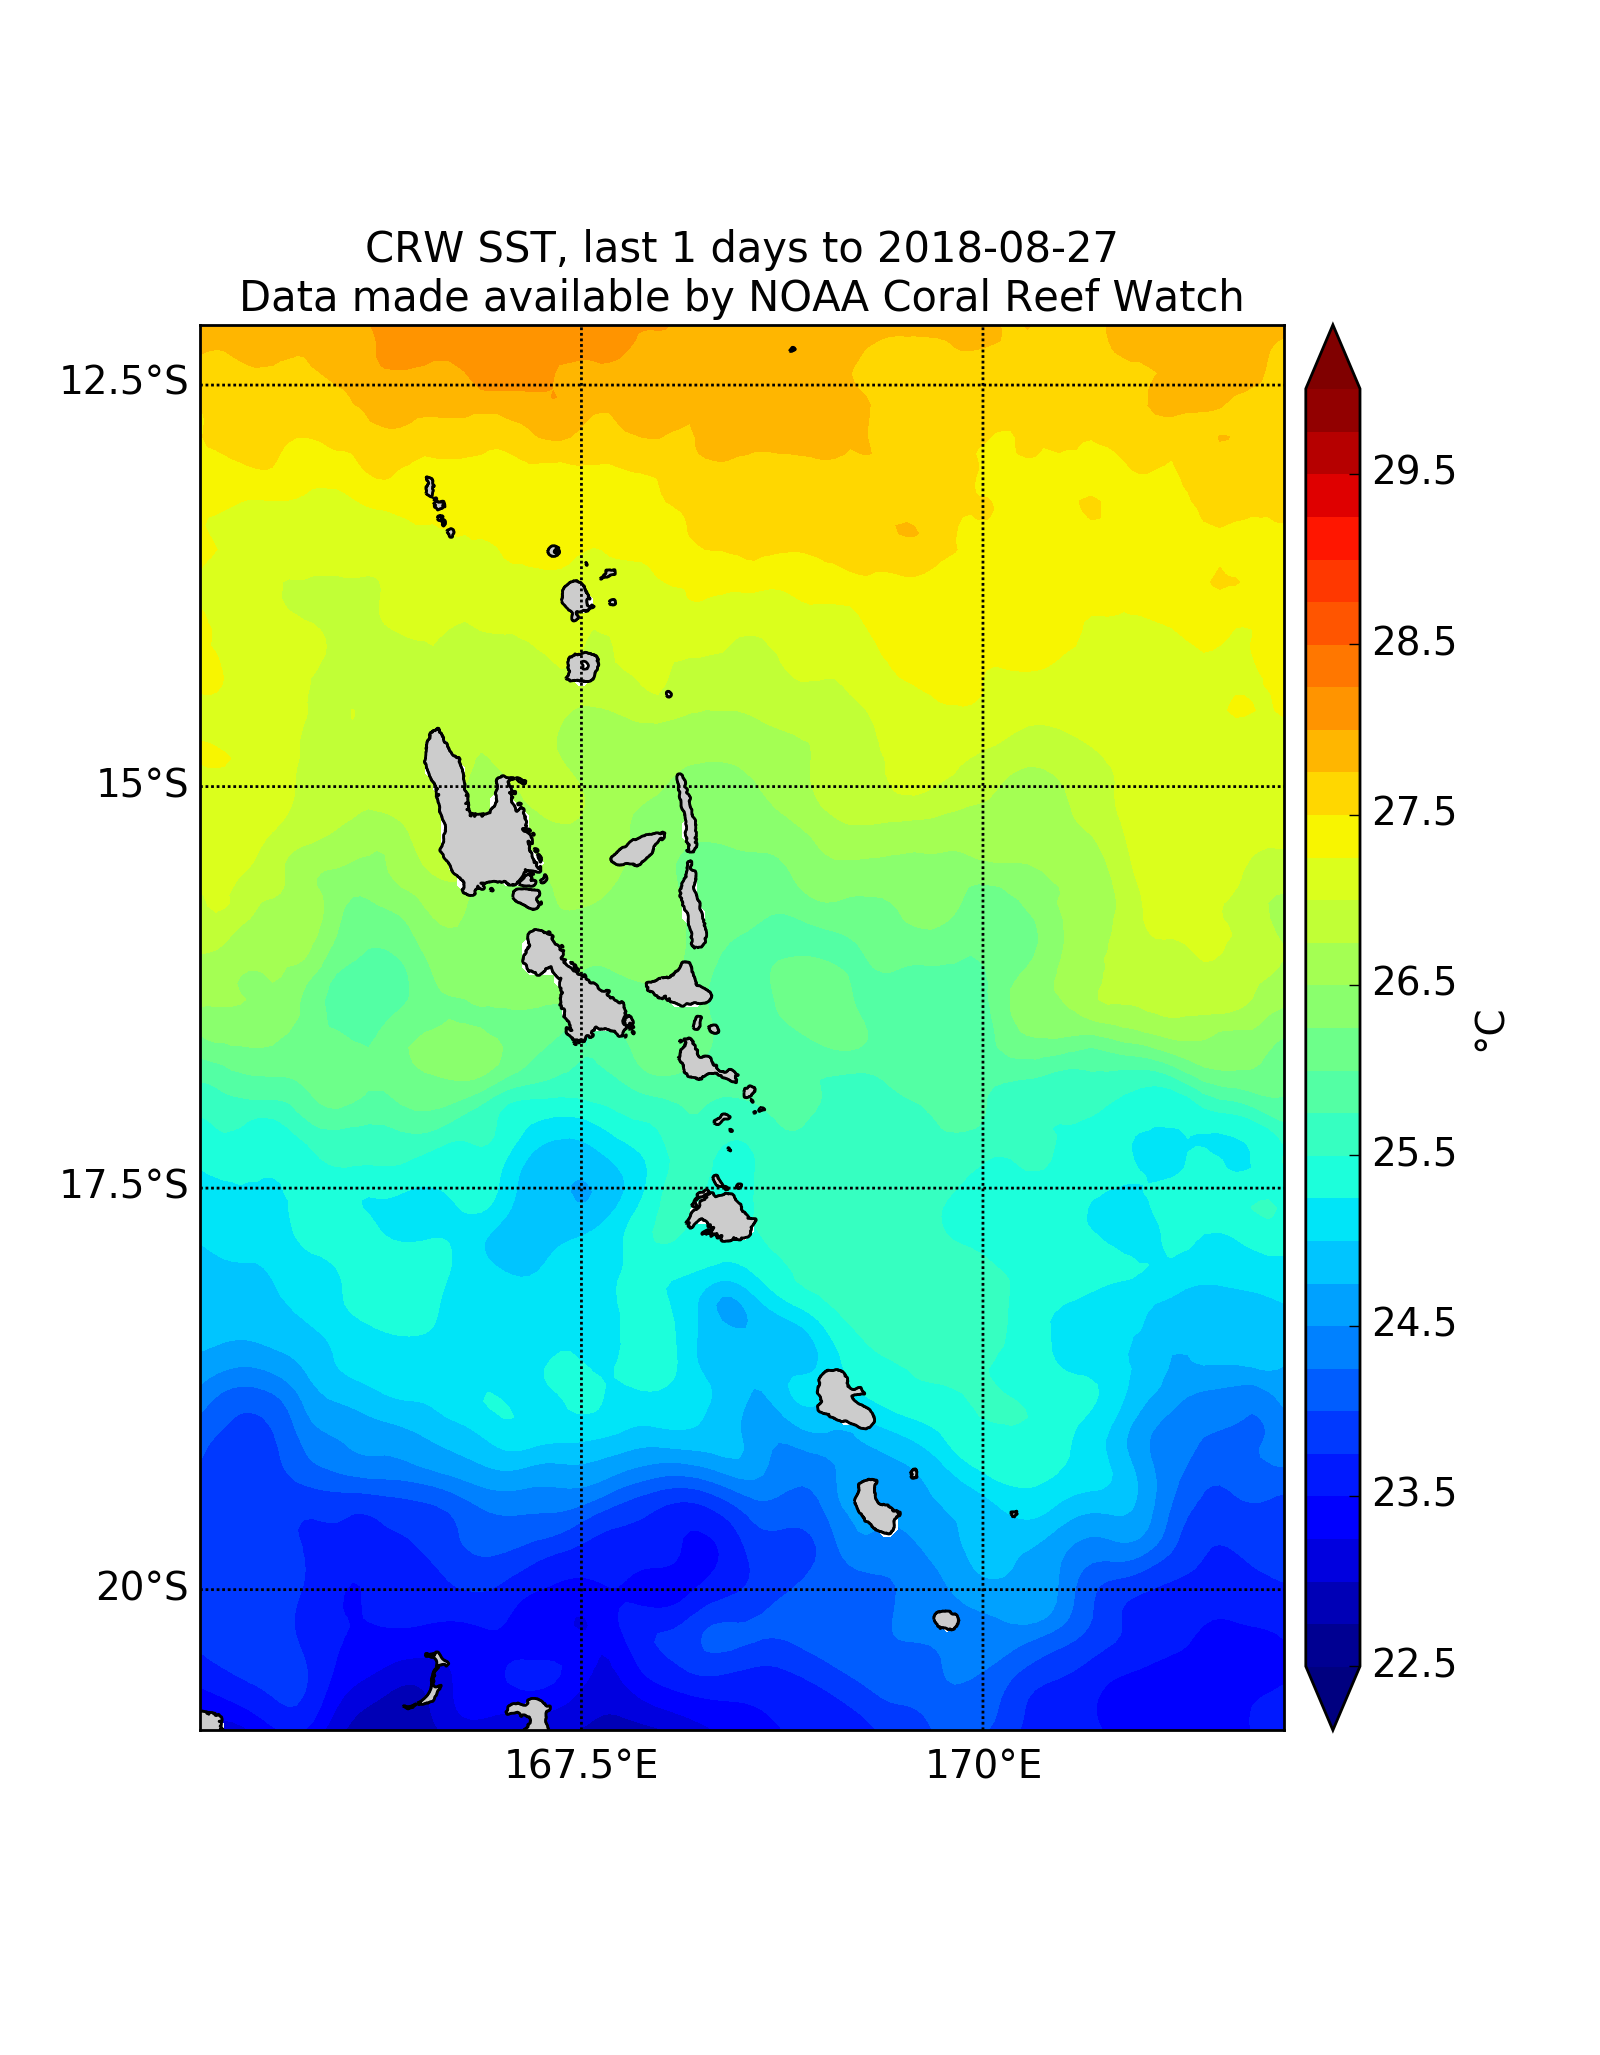 CRW SST, last 1 days to 2018-08-27
Data made available by NOAA Coral Reef Watch
12.5°S
15°S
17.5°S
20°S
167.5°E
170°E
29.5
28.5
27.5
26.5
25.5
24.5
23.5
22.5
°C